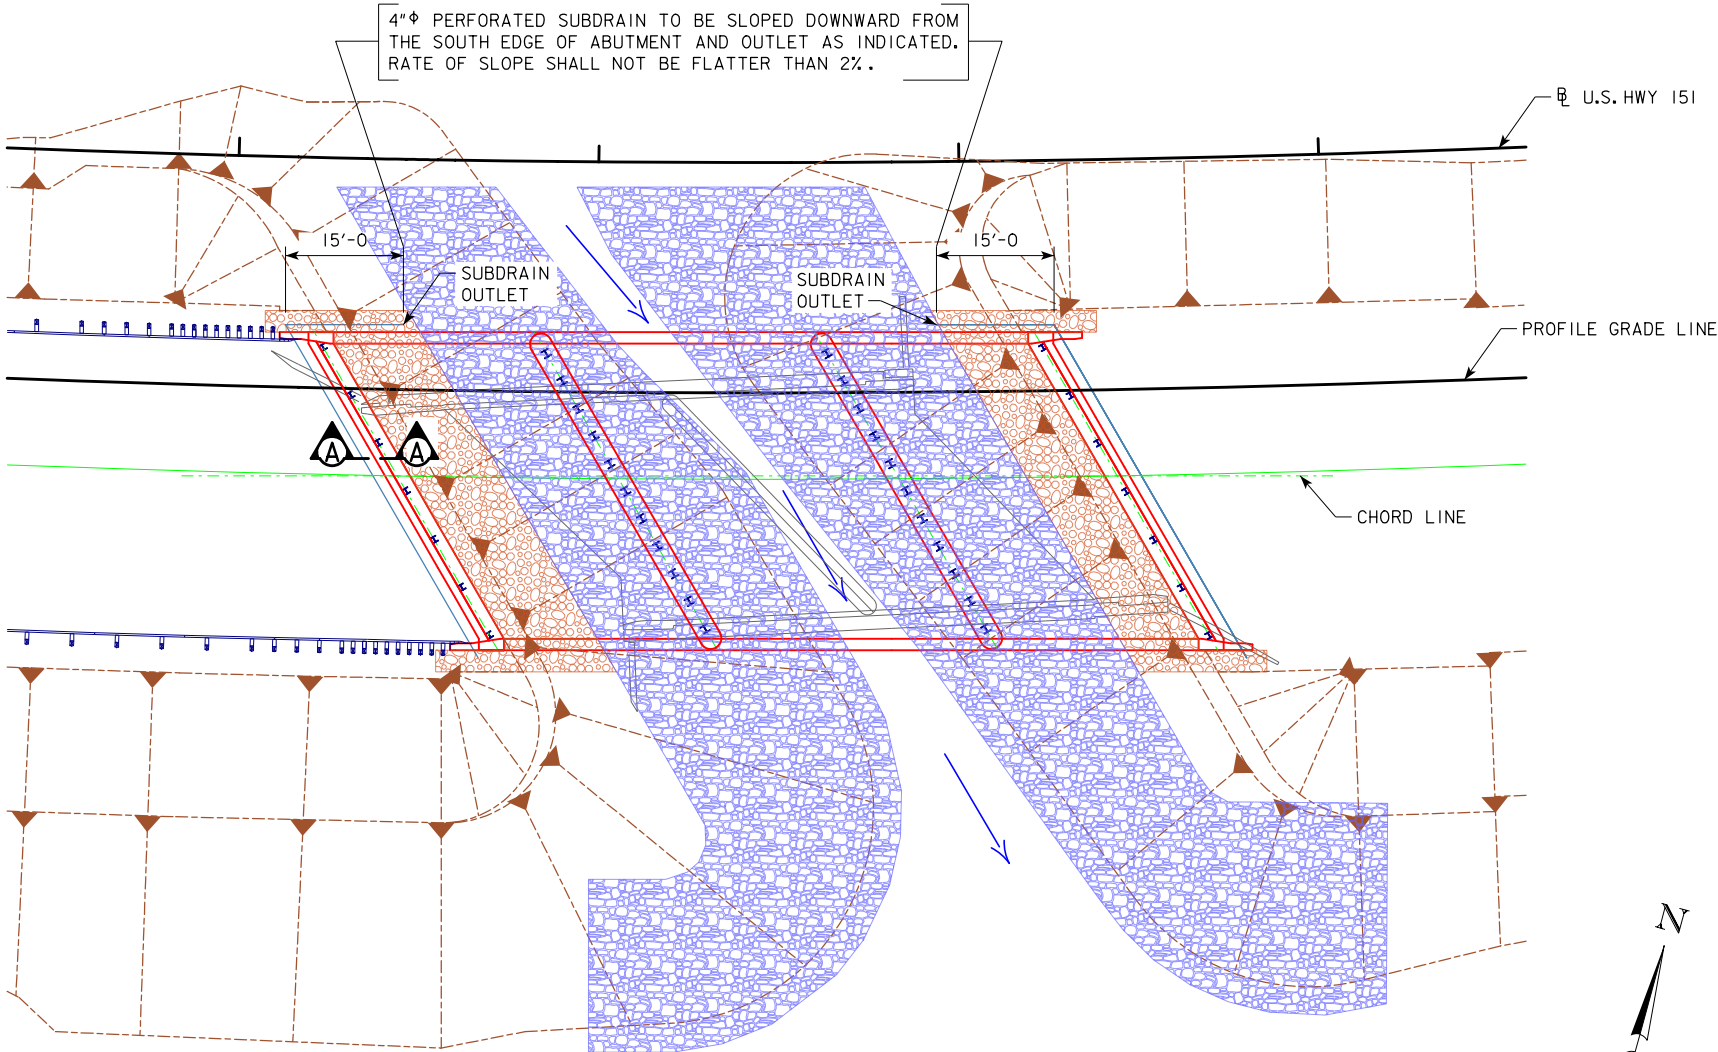 4"φ PERFORATED SUBDRAIN TO BE SLOPED DOWNWARD FROM
THE SOUTH EDGE OF ABUTMENT AND OUTLET AS INDICATED.
RATE OF SLOPE SHALL NOT BE FLATTER THAN 2%.
℄ U.S. HWY 151
15'-0
15'-0
SUBDRAIN
OUTLET
SUBDRAIN
OUTLET
PROFILE GRADE LINE
A
A
CHORD LINE
N